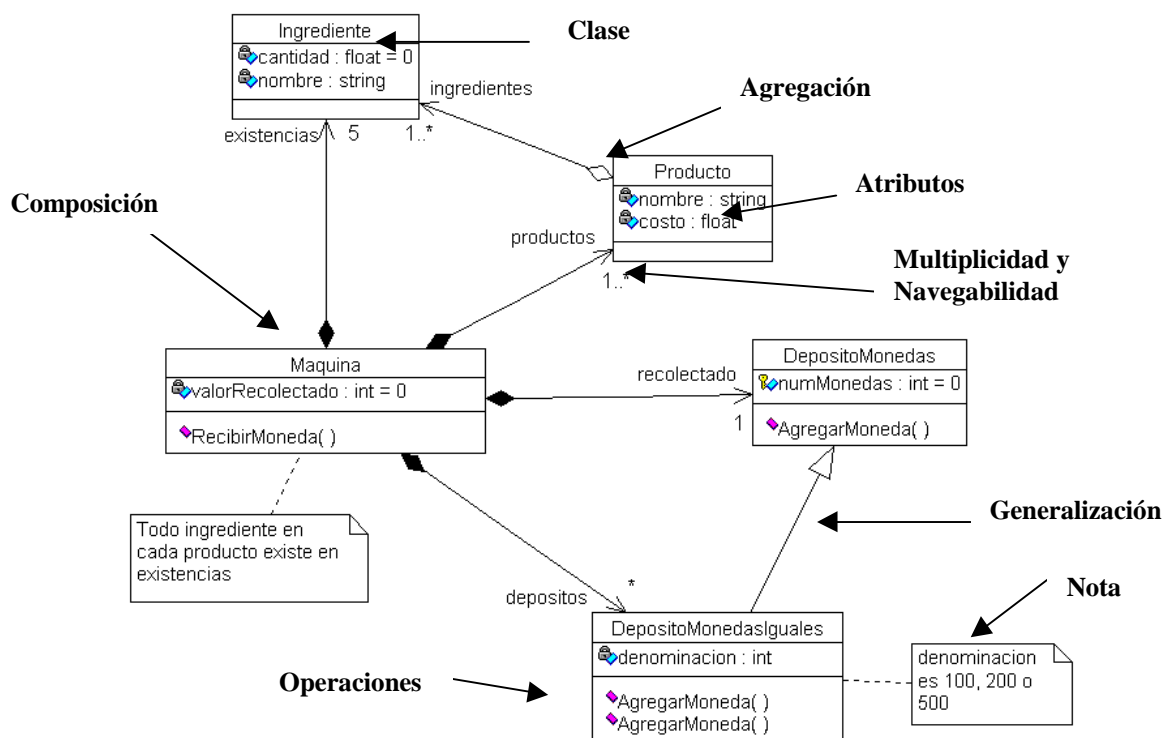 Ingrediente
cantidad : float = 0
nombre : string
Clase
ingredientes
Agregación
existencias
5
1..*
Producto
nombre : string
costo : float
Atributos
Composición
productos
1..*
Multiplicidad y
Navegabilidad
Maquina
valorRecolectado : int = 0
RecibirMoneda( )
recolectado
1
DepositoMonedas
numMonedas : int = 0
AgregarMoneda( )
Todo ingrediente en
cada producto existe en
existencias
Generalización
depositos
*
Nota
DepositoMonedasIguales
denominacion : int
AgregarMoneda( )
AgregarMoneda( )
Operaciones
denominacion
es 100, 200 o
500